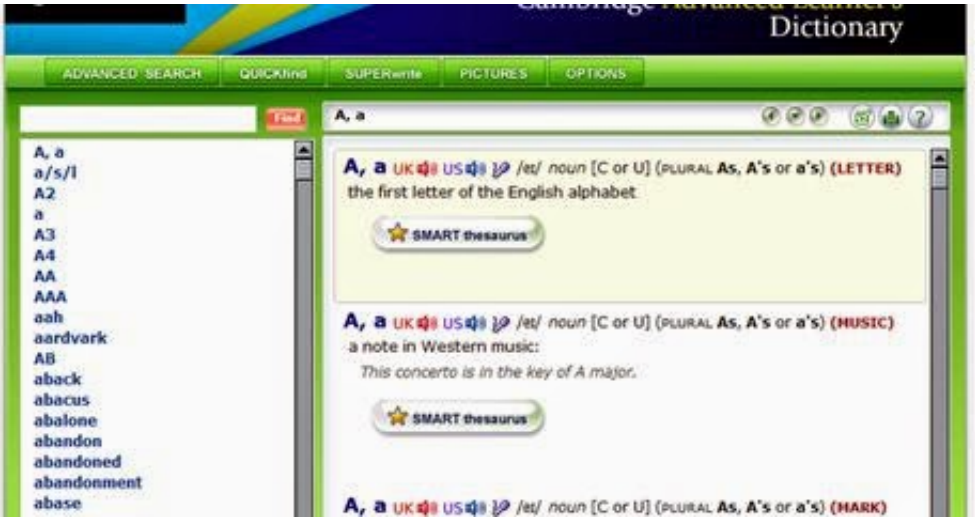 Cambridge Advanced Learner's
Dictionary
ADVANCED SEARCH QUICKfind SUPERwrite PICTURES OPTIONS
Find
A, a
?
A, a
a/s/l
A2
a
A3
A4
AA
AAA
aah
aardvark
AB
aback
abacus
abalone
abandon
abandoned
abandonment
abase
A, a UK US /eɪ/ noun [C or U] (PLURAL As, A's or a's) (LETTER)
the first letter of the English alphabet
SMART thesaurus
A, a UK US /eɪ/ noun [C or U] (PLURAL As, A's or a's) (MUSIC)
a note in Western music:
This concerto is in the key of A major.
SMART thesaurus
A, a UK US /eɪ/ noun [C or U] (PLURAL As, A's or a's) (MARK)